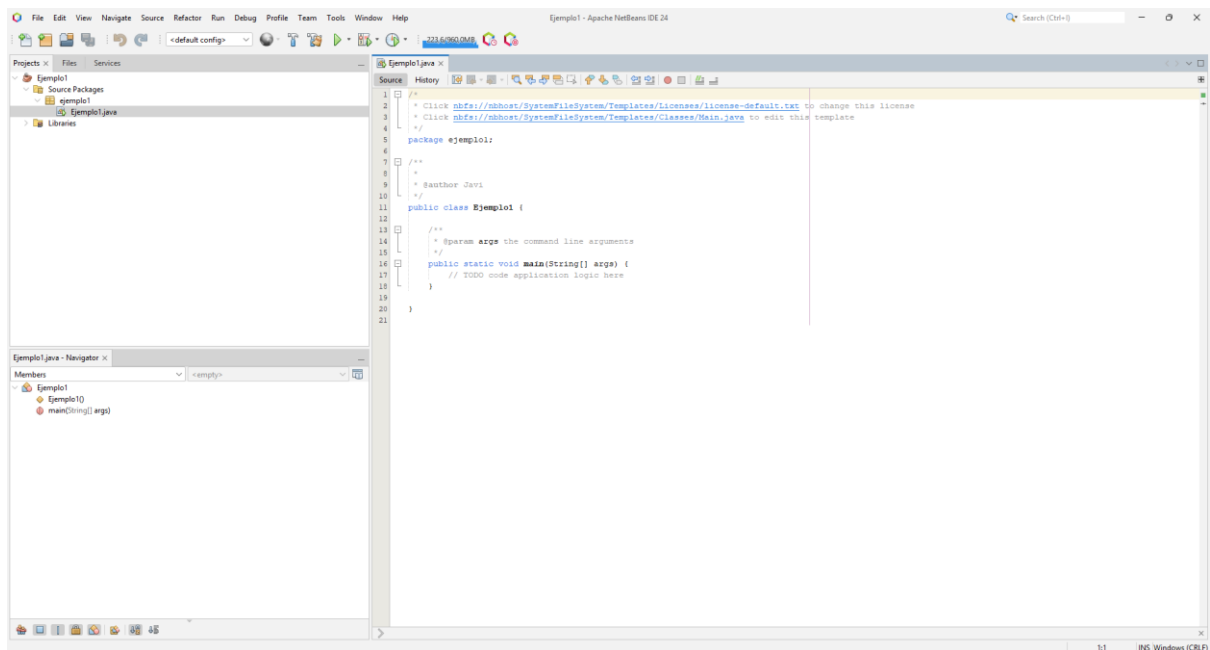 File Edit View Navigate Source Refactor Run Debug Profile Team Tools Window Help
Ejemplo1 - Apache NetBeans IDE 24
Search (Ctrl+I)
<default config>
223,6/960,0MB
Projects
Files
Services
Ejemplo1
Source Packages
ejemplo1
Ejemplo1.java
Libraries
Ejemplo1.java - Navigator
Members
<empty>
Ejemplo1
Ejemplo1()
main(String[] args)
Ejemplo1.java
Source
History
1 /*
2 * Click nbfs://nbhost/SystemFileSystem/Templates/Licenses/license-default.txt to change this license
3 * Click nbfs://nbhost/SystemFileSystem/Templates/Classes/Main.java to edit this template
4 */
5 package ejemplo1;
6
7 /**
8 *
9 * @author Javi
10 */
11 public class Ejemplo1 {
12
13 /**
14 * @param args the command line arguments
15 */
16 public static void main(String[] args) {
17 // TODO code application logic here
18 }
19
20 }
21
1:1
INS
Windows (CRLF)